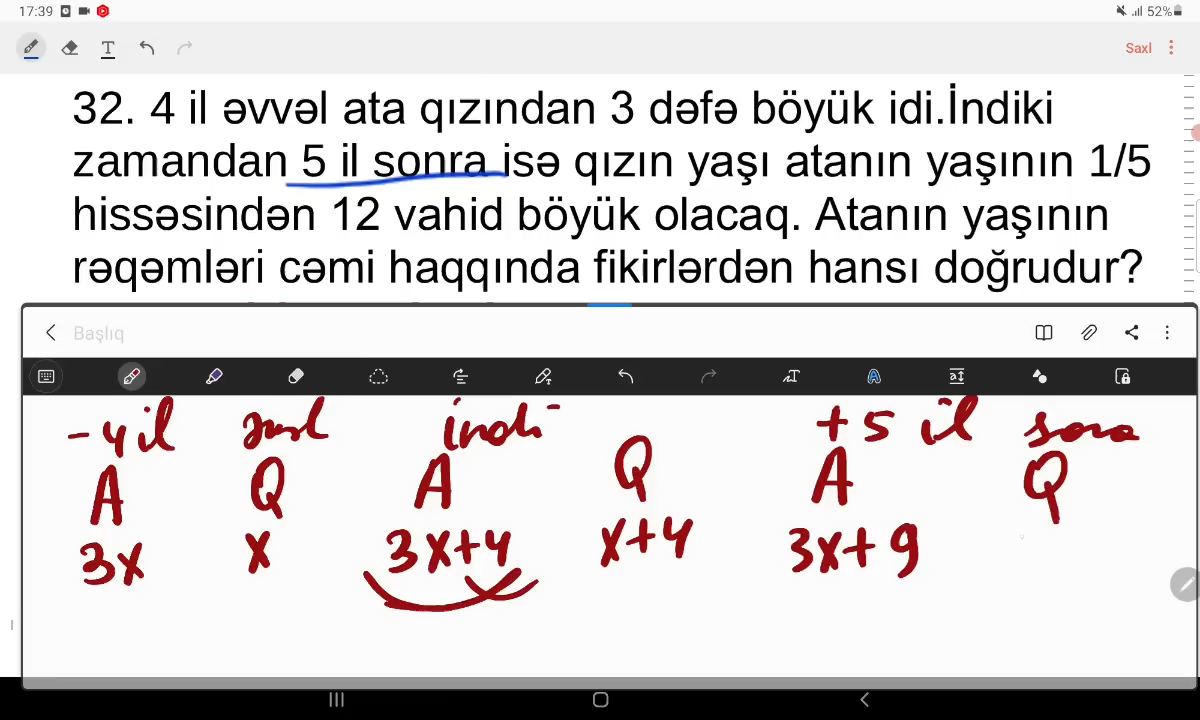 17:39 52%
T Saxl
32. 4 il əvvəl ata qızından 3 dəfə böyük idi.İndiki
zamandan 5 il sonra isə qızın yaşı atanın yaşının 1/5
hissəsindən 12 vahid böyük olacaq. Atanın yaşının
rəqəmləri cəmi haqqında fikirlərdən hansı doğrudur?
Başlıq
-4 il indi +5 il sora
A Q A Q A Q
3x x 3x+4 x+4 3x+9